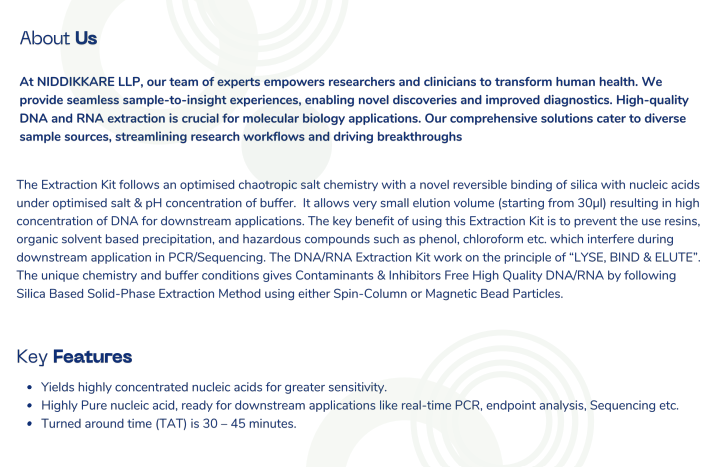 About Us
At NIDDIKKARE LLP, our team of experts empowers researchers and clinicians to transform human health. We
provide seamless sample-to-insight experiences, enabling novel discoveries and improved diagnostics. High-quality
DNA and RNA extraction is crucial for molecular biology applications. Our comprehensive solutions cater to diverse
sample sources, streamlining research workflows and driving breakthroughs
The Extraction Kit follows an optimised chaotropic salt chemistry with a novel reversible binding of silica with nucleic acids
under optimised salt & pH concentration of buffer. It allows very small elution volume (starting from 30µl) resulting in high
concentration of DNA for downstream applications. The key benefit of using this Extraction Kit is to prevent the use resins,
organic solvent based precipitation, and hazardous compounds such as phenol, chloroform etc. which interfere during
downstream application in PCR/Sequencing. The DNA/RNA Extraction Kit work on the principle of “LYSE, BIND & ELUTE”.
The unique chemistry and buffer conditions gives Contaminants & Inhibitors Free High Quality DNA/RNA by following
Silica Based Solid-Phase Extraction Method using either Spin-Column or Magnetic Bead Particles.
Key Features
• Yields highly concentrated nucleic acids for greater sensitivity.
• Highly Pure nucleic acid, ready for downstream applications like real-time PCR, endpoint analysis, Sequencing etc.
• Turned around time (TAT) is 30 – 45 minutes.